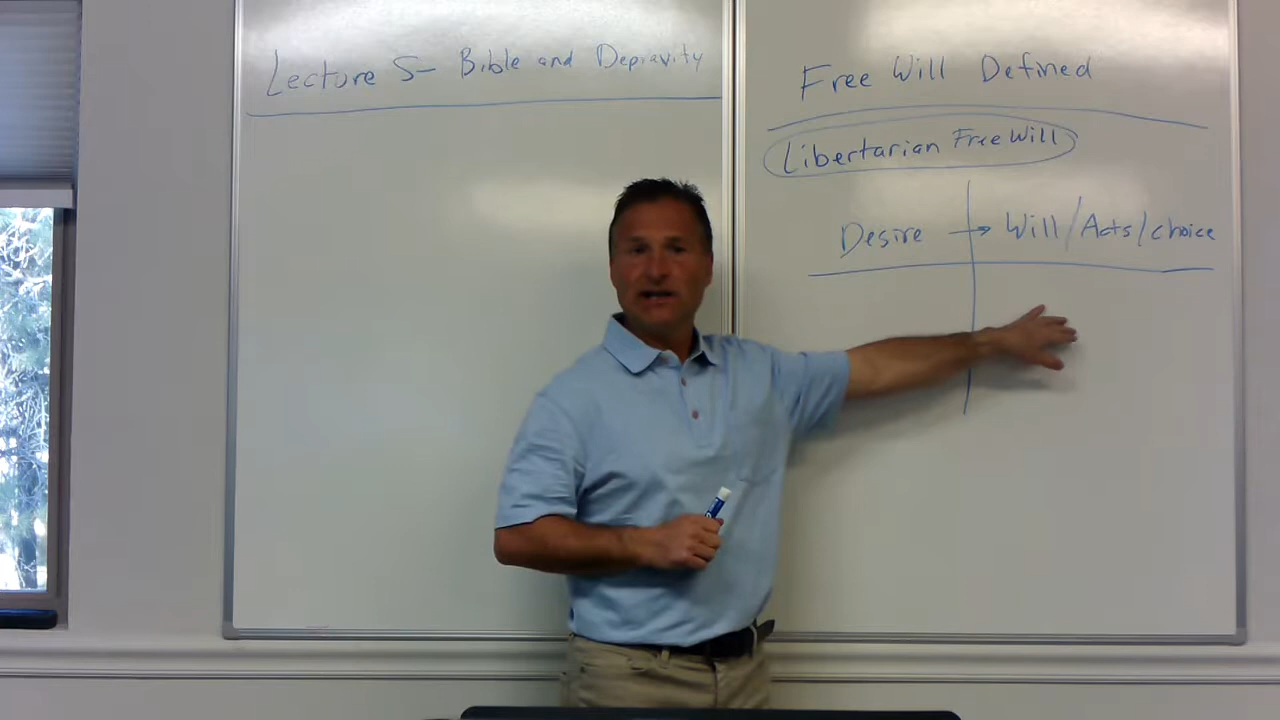 Lecture 5- Bible and Depravity
Free Will Defined
Libertarian Free Will
Desire → Will/Acts/choice